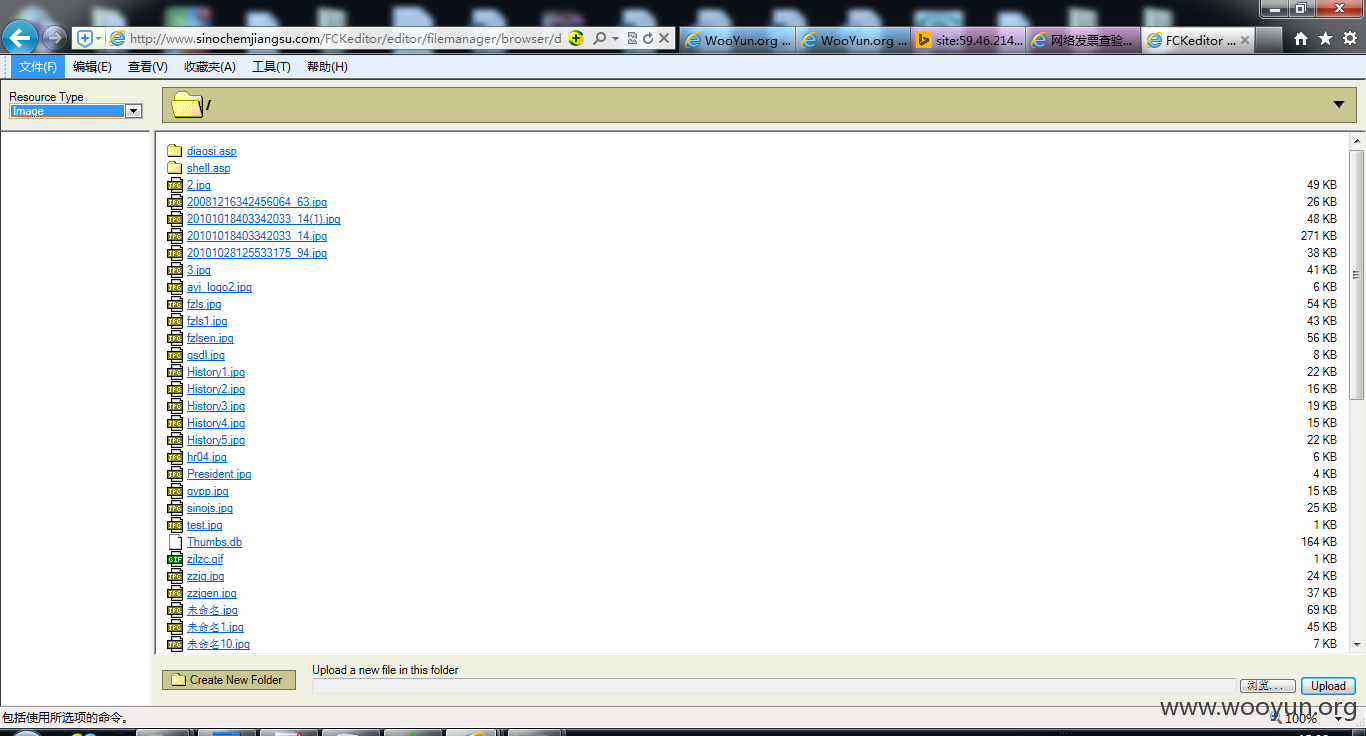 http://www.sinochemjiangsu.com/FCKeditor/editor/filemanager/browser/d
WooYun.org ...
WooYun.org ...
site:59.46.214...
网络发票查验...
FCKeditor ...
文件(F) 编辑(E) 查看(V) 收藏夹(A) 工具(T) 帮助(H)
Resource Type
Image
/
diaosi.asp
shell.asp
2.jpg 49 KB
20081216342456064_63.jpg 26 KB
20101018403342033_14(1).jpg 48 KB
20101018403342033_14.jpg 271 KB
20101028125533175_94.jpg 38 KB
3.jpg 41 KB
ayj_logo2.jpg 6 KB
fzls.jpg 54 KB
fzls1.jpg 43 KB
fzlsen.jpg 56 KB
gsdl.jpg 8 KB
History1.jpg 22 KB
History2.jpg 16 KB
History3.jpg 19 KB
History4.jpg 15 KB
History5.jpg 22 KB
hr04.jpg 6 KB
President.jpg 4 KB
qypp.jpg 15 KB
sinojs.jpg 25 KB
test.jpg 1 KB
Thumbs.db 164 KB
zjlzc.gif 1 KB
zzjg.jpg 24 KB
zzjgen.jpg 37 KB
未命名.jpg 69 KB
未命名1.jpg 45 KB
未命名10.jpg 7 KB
Create New Folder
Upload a new file in this folder
浏览... Upload
www.wooyun.org
包括使用所选项的命令。
100%